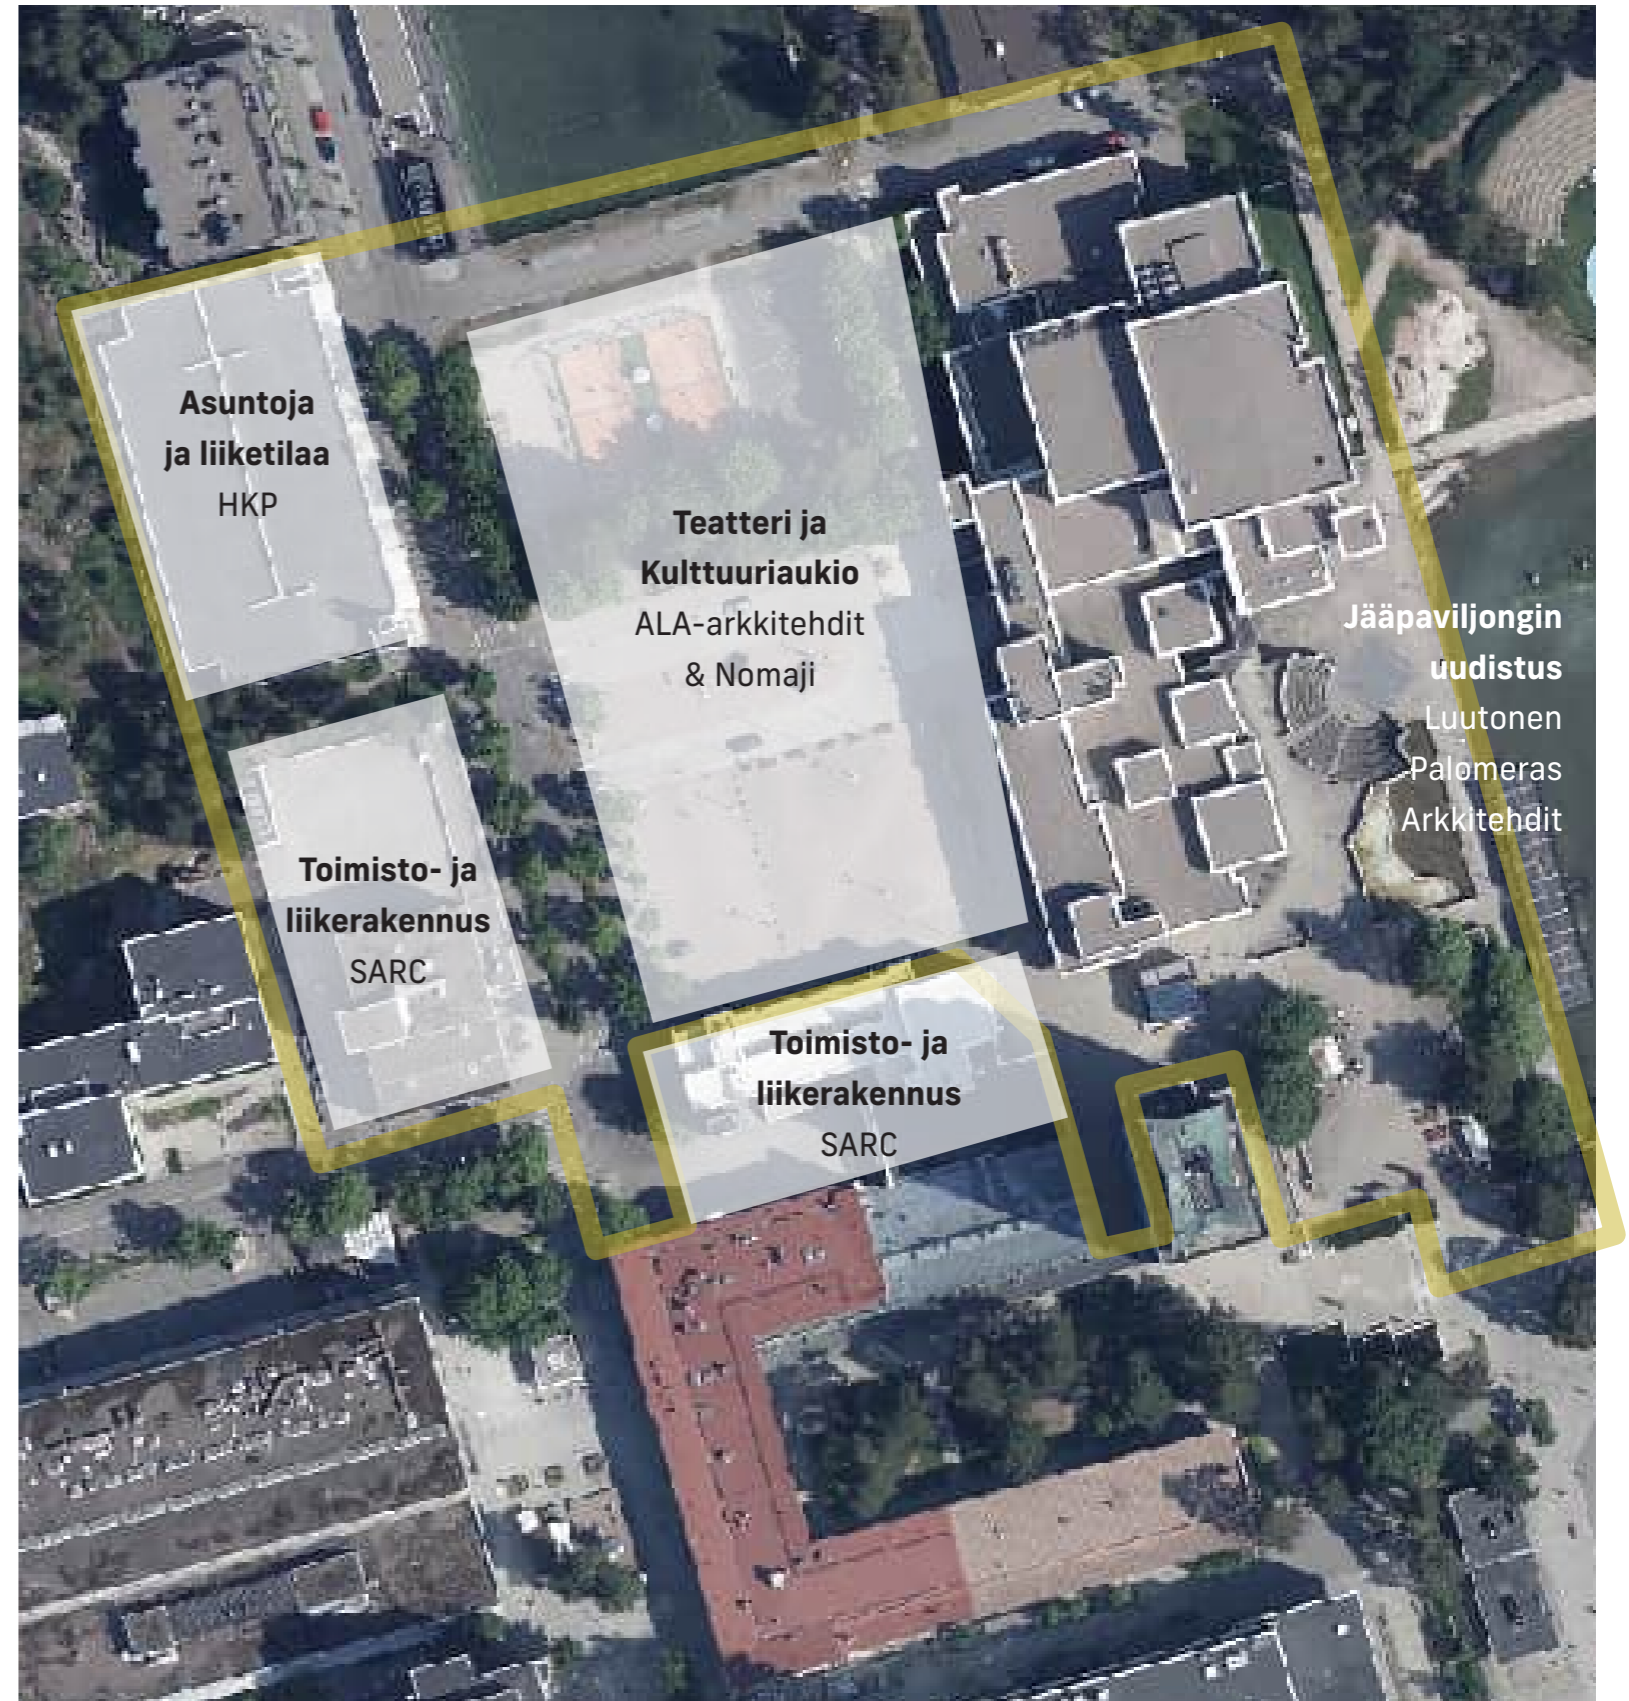 Asuntoja
ja liiketilaa
HKP
Teatteri ja
Kulttuuriaukio
ALA-arkkitehdit
& Nomaji
Jääpaviljongin
uudistus
Luutonen
Palomeras
Arkkitehdit
Toimisto- ja
liikerakennus
SARC
Toimisto- ja
liikerakennus
SARC